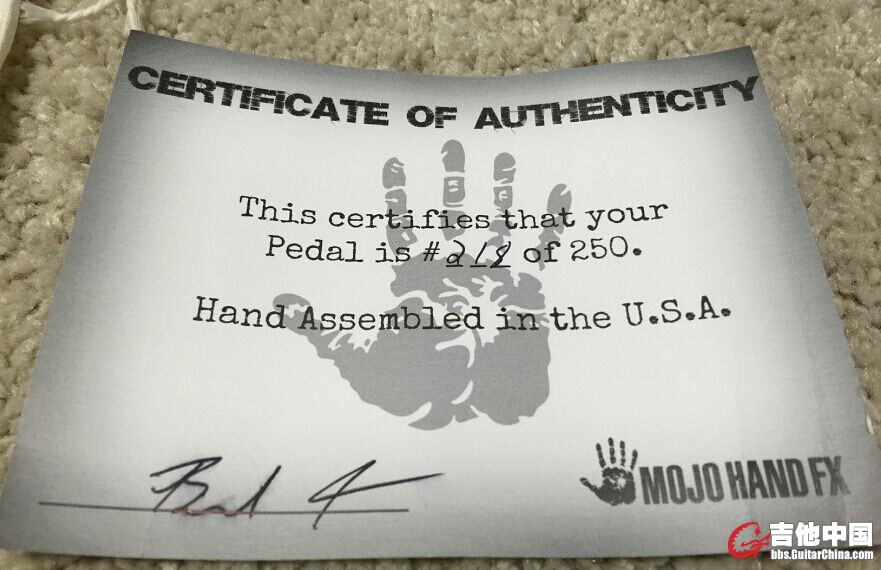 CERTIFICATE OF AUTHENTICITY
This certifies that your
Pedal is #218 of 250.
Hand Assembled in the U.S.A.
MOJO HAND FX
吉他中国
bbs.GuitarChina.com